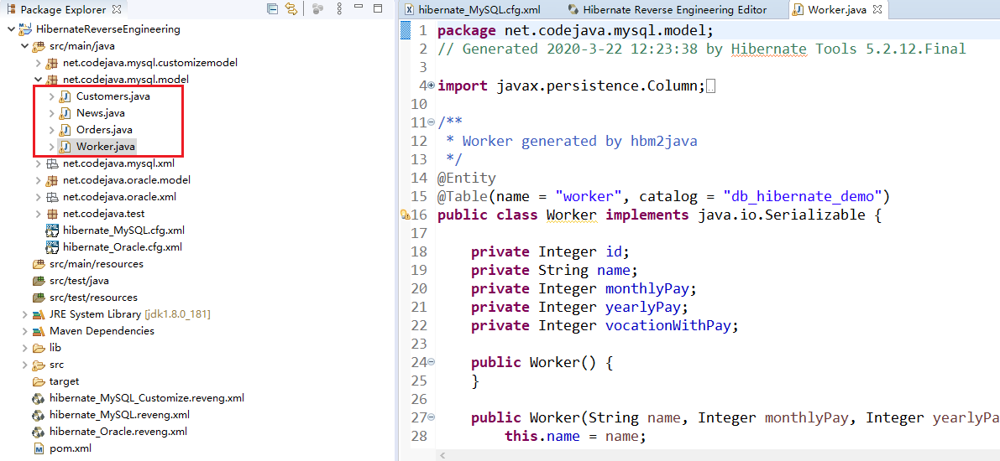 Package Explorer
HibernateReverseEngineering
src/main/java
net.codejava.mysql.customizemodel
net.codejava.mysql.model
Customers.java
News.java
Orders.java
Worker.java
net.codejava.mysql.xml
net.codejava.oracle.model
net.codejava.oracle.xml
net.codejava.test
hibernate_MySQL.cfg.xml
hibernate_Oracle.cfg.xml
src/main/resources
src/test/java
src/test/resources
JRE System Library [jdk1.8.0_181]
Maven Dependencies
lib
src
target
hibernate_MySQL_Customize.reveng.xml
hibernate_MySQL.reveng.xml
hibernate_Oracle.reveng.xml
pom.xml
hibernate_MySQL.cfg.xml
Hibernate Reverse Engineering Editor
Worker.java
1 package net.codejava.mysql.model;
2 // Generated 2020-3-22 12:23:38 by Hibernate Tools 5.2.12.Final
3
4 import javax.persistence.Column;
10
11 /**
12 * Worker generated by hbm2java
13 */
14 @Entity
15 @Table(name = "worker", catalog = "db_hibernate_demo")
16 public class Worker implements java.io.Serializable {
17
18 private Integer id;
19 private String name;
20 private Integer monthlyPay;
21 private Integer yearlyPay;
22 private Integer vocationWithPay;
23
24 public Worker() {
25 }
26
27 public Worker(String name, Integer monthlyPay, Integer yearlyPa
28 this.name = name;